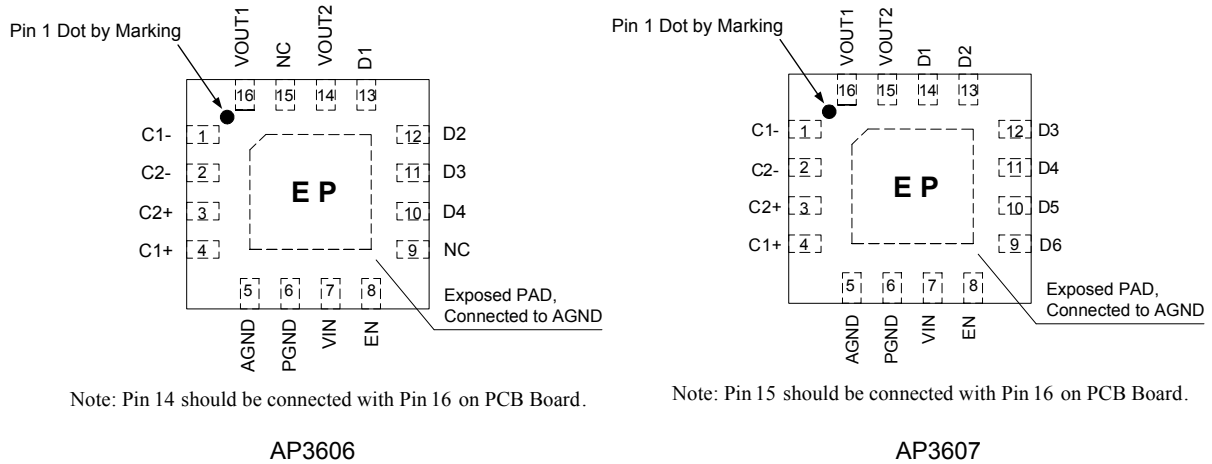 Pin 1 Dot by Marking
VOUT1
NC
VOUT2
D1
16
15
14
13
C1-
1
12
D2
C2-
2
11
D3
E P
C2+
3
10
D4
C1+
4
9
NC
5
6
7
8
AGND
PGND
VIN
EN
Exposed PAD,
Connected to AGND
Note: Pin 14 should be connected with Pin 16 on PCB Board.
AP3606
Pin 1 Dot by Marking
VOUT1
VOUT2
D1
D2
16
15
14
13
C1-
1
12
D3
C2-
2
11
D4
E P
C2+
3
10
D5
C1+
4
9
D6
5
6
7
8
AGND
PGND
VIN
EN
Exposed PAD,
Connected to AGND
Note: Pin 15 should be connected with Pin 16 on PCB Board.
AP3607